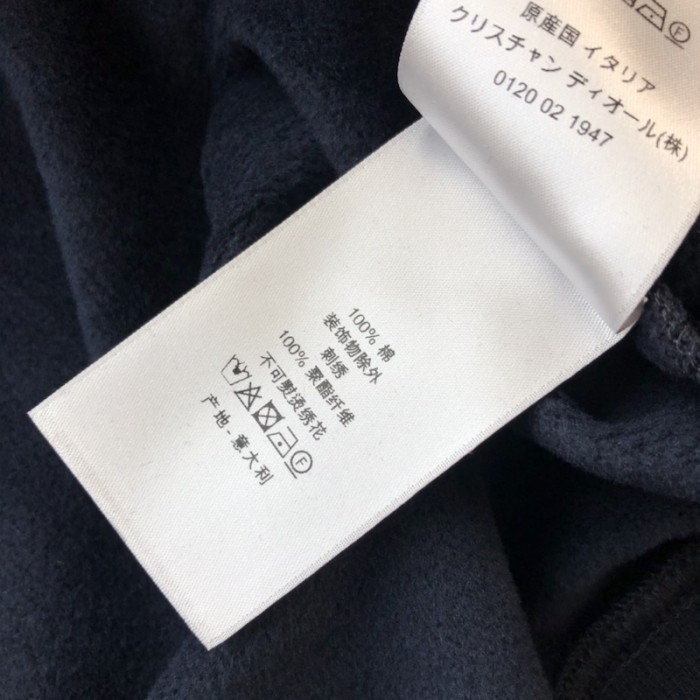 原産国 イタリア
クリスチャン ディオール(株)
0120 02 1947
100% 棉
装饰物除外
刺绣
100% 聚酯纤维
不可熨烫绣花
F
产地.意大利